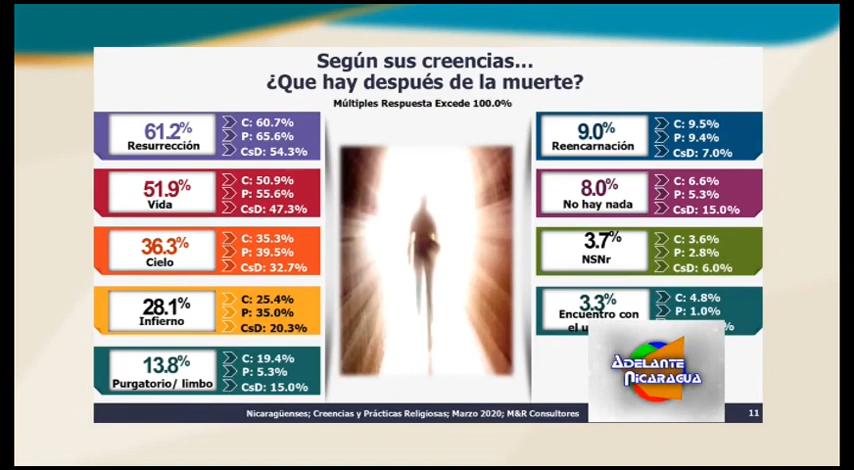 Según sus creencias...
¿Que hay después de la muerte?
Múltiples Respuesta Excede 100.0%
61.2%
Resurrección
C: 60.7%
P: 65.6%
CsD: 54.3%
51.9%
Vida
C: 50.9%
P: 55.6%
CsD: 47.3%
36.3%
Cielo
C: 35.3%
P: 39.5%
CsD: 32.7%
28.1%
Infierno
C: 25.4%
P: 35.0%
CsD: 20.3%
13.8%
Purgatorio/ limbo
C: 19.4%
P: 5.3%
CsD: 15.0%
9.0%
Reencarnación
C: 9.5%
P: 9.4%
CsD: 7.0%
8.0%
No hay nada
C: 6.6%
P: 5.3%
CsD: 15.0%
3.7%
NSNr
C: 3.6%
P: 2.8%
CsD: 6.0%
3.3%
Encuentro con
el
C: 4.8%
P: 1.0%
%
ADELANTE
NICARAGUA
Nicaragüenses; Creencias y Prácticas Religiosas; Marzo 2020; M&R Consultores
11